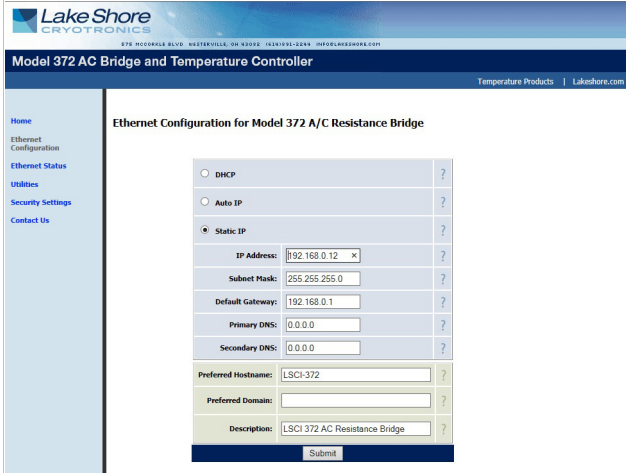 Lake Shore
CRYOTRONICS
575 MCCORKLE BLVD WESTERVILLE, OH 43082 (614)891-2244 INFO@LAKESHORE.COM
Model 372 AC Bridge and Temperature Controller
Temperature Products | Lakeshore.com
Home
Ethernet
Configuration
Ethernet Status
Utilities
Security Settings
Contact Us
Ethernet Configuration for Model 372 A/C Resistance Bridge
DHCP ?
Auto IP ?
Static IP ?
IP Address: 192.168.0.12 × ?
Subnet Mask: 255.255.255.0 ?
Default Gateway: 192.168.0.1 ?
Primary DNS: 0.0.0.0 ?
Secondary DNS: 0.0.0.0 ?
Preferred Hostname: LSCI-372 ?
Preferred Domain: ?
Description: LSCI 372 AC Resistance Bridge ?
Submit